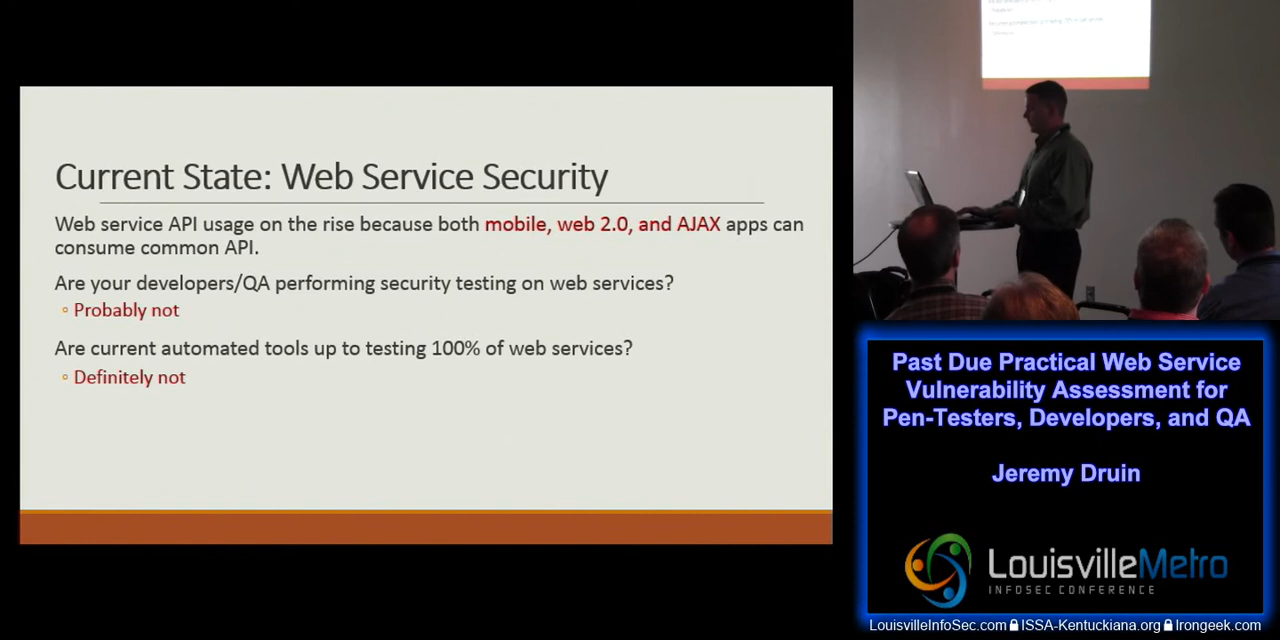 Current State: Web Service Security
Web service API usage on the rise because both mobile, web 2.0, and AJAX apps can
consume common API.
Are your developers/QA performing security testing on web services?
◦ Probably not
Are current automated tools up to testing 100% of web services?
◦ Definitely not
Past Due Practical Web Service
Vulnerability Assessment for
Pen-Testers, Developers, and QA
Jeremy Druin
LouisvilleMetro
INFOSEC CONFERENCE
LouisvilleInfoSec.com ISSA-Kentuckiana.org Irongeek.com